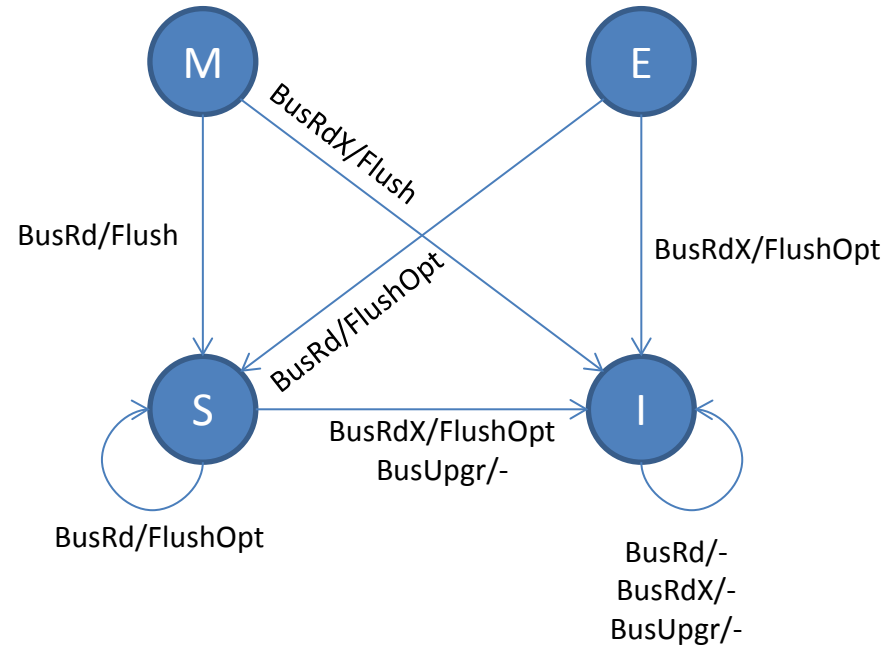 M
E
BusRdX/Flush
BusRd/Flush
BusRdX/FlushOpt
BusRd/FlushOpt
S
I
BusRdX/FlushOpt
BusUpgr/-
BusRd/FlushOpt
BusRd/-
BusRdX/-
BusUpgr/-